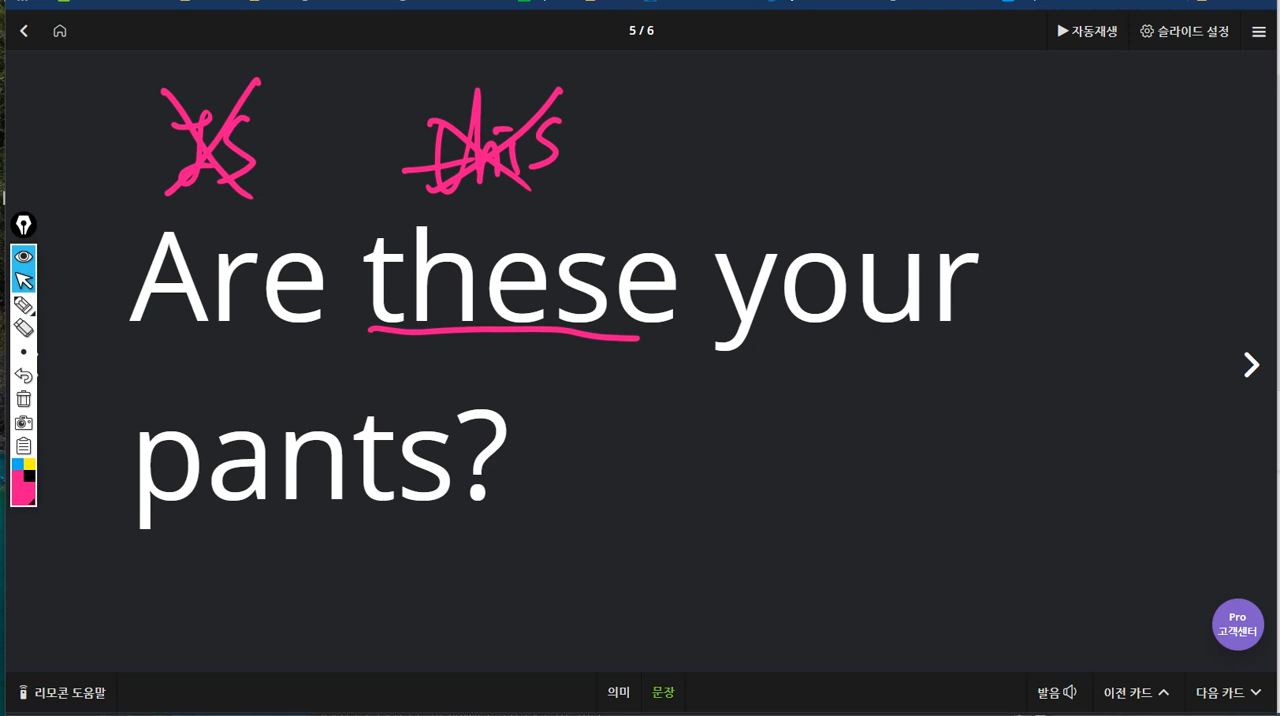 5 / 6
▶ 자동재생
슬라이드 설정
Is
this
Are these your
pants?
Pro
고객센터
리모콘 도움말
의미
문장
발음
이전 카드
다음 카드